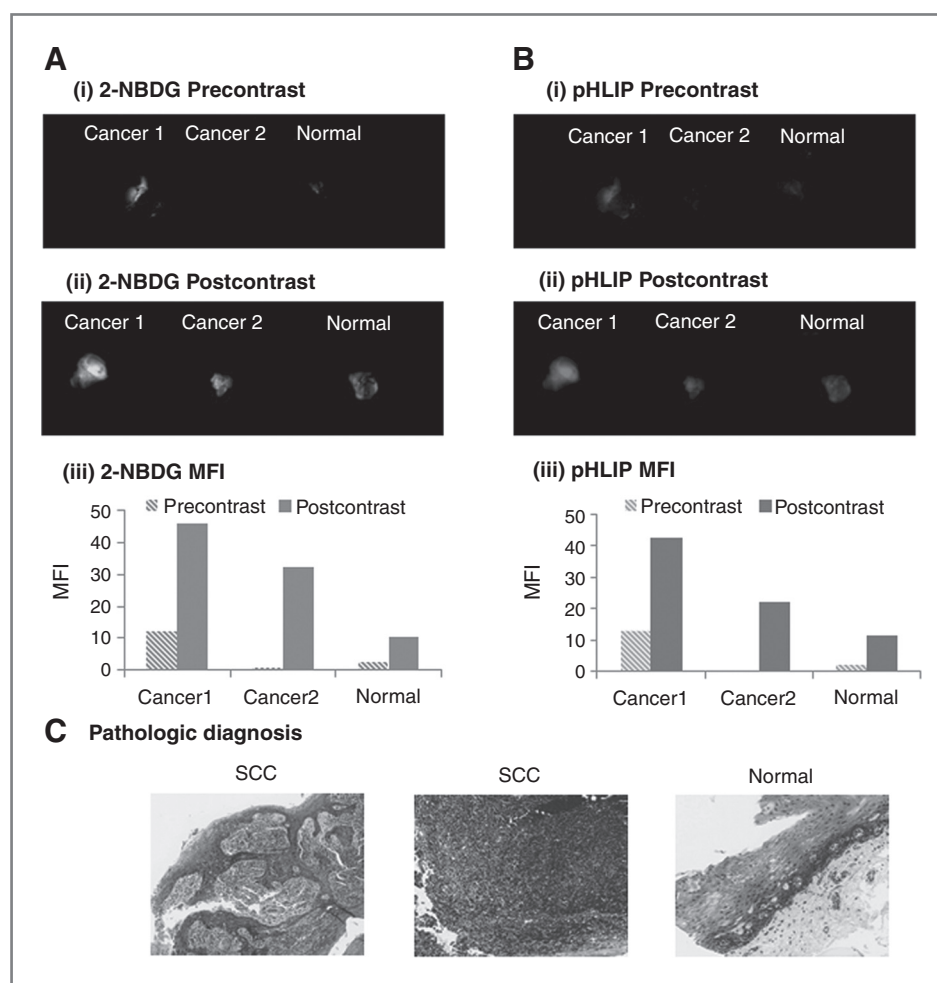 A
(i) 2-NBDG Precontrast
Cancer 1 Cancer 2 Normal
(ii) 2-NBDG Postcontrast
Cancer 1 Cancer 2 Normal
(iii) 2-NBDG MFI
Precontrast Postcontrast
50
40
30
20
10
0
MFI
Cancer1 Cancer2 Normal
B
(i) pHLIP Precontrast
Cancer 1 Cancer 2 Normal
(ii) pHLIP Postcontrast
Cancer 1 Cancer 2 Normal
(iii) pHLIP MFI
Precontrast Postcontrast
50
40
30
20
10
0
MFI
Cancer1 Cancer2 Normal
C Pathologic diagnosis
SCC SCC Normal